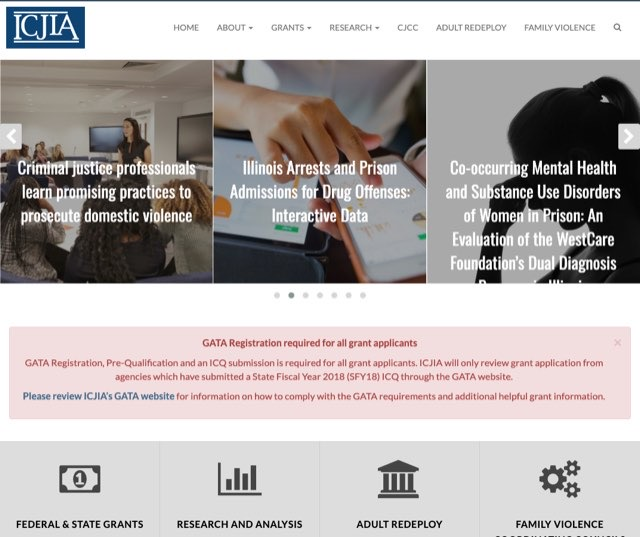 ICJIA
HOME ABOUT GRANTS RESEARCH CJCC ADULT REDEPLOY FAMILY VIOLENCE
Criminal justice professionals
learn promising practices to
prosecute domestic violence
Illinois Arrests and Prison
Admissions for Drug Offenses:
Interactive Data
Co-occurring Mental Health
and Substance Use Disorders
of Women in Prison: An
Evaluation of the WestCare
Foundation's Dual Diagnosis
GATA Registration required for all grant applicants
×
GATA Registration, Pre-Qualification and an ICQ submission is required for all grant applicants. ICJIA will only review grant application from
agencies which have submitted a State Fiscal Year 2018 (SFY18) ICQ through the GATA website.
Please review ICJIA's GATA website for information on how to comply with the GATA requirements and additional helpful grant information.
1
FEDERAL & STATE GRANTS
RESEARCH AND ANALYSIS
ADULT REDEPLOY
FAMILY VIOLENCE